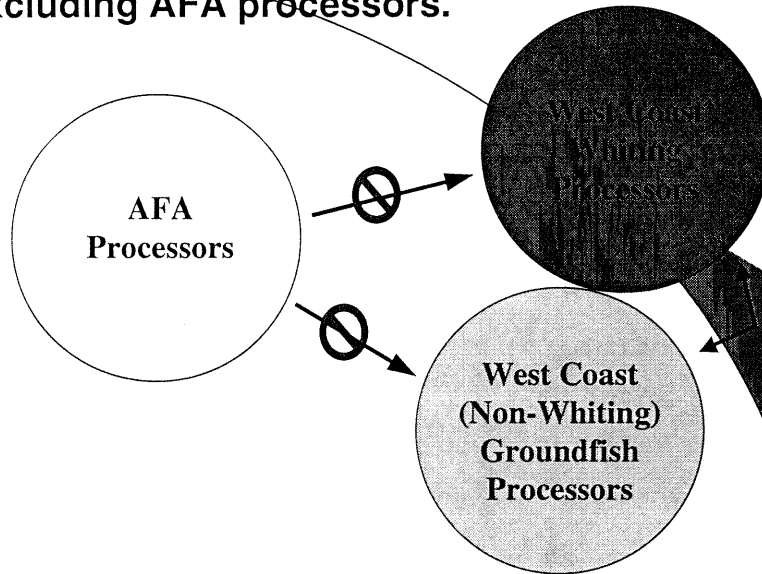 xcluding AFA processors.
West Coast
Whiting
Processors
AFA
Processors
West Coast
(Non-Whiting)
Groundfish
Processors